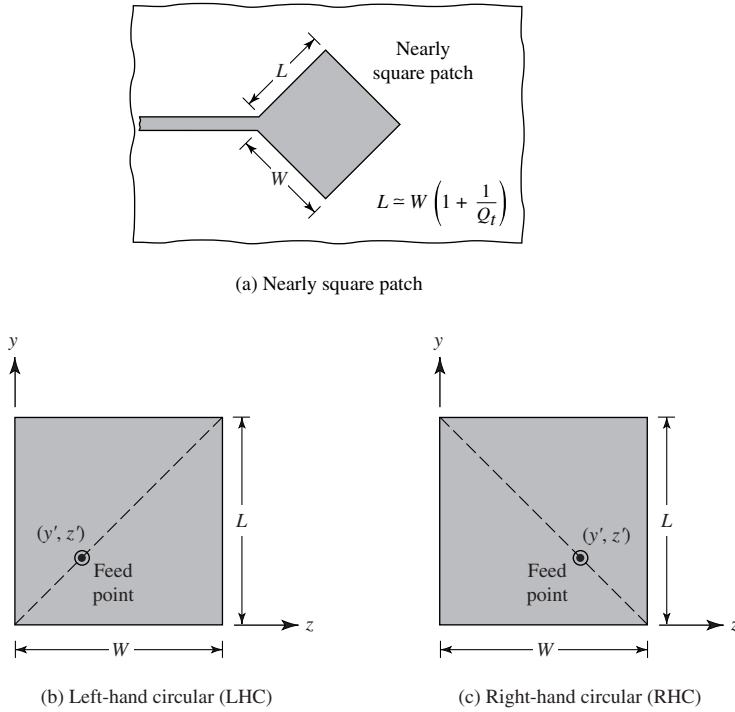 Nearly
square patch
L
W
L ≃ W (1 + 1/Qt)
(a) Nearly square patch
y
y
(y′, z′)
Feed
point
L
z
W
(y′, z′)
Feed
point
L
z
W
(b) Left-hand circular (LHC)
(c) Right-hand circular (RHC)